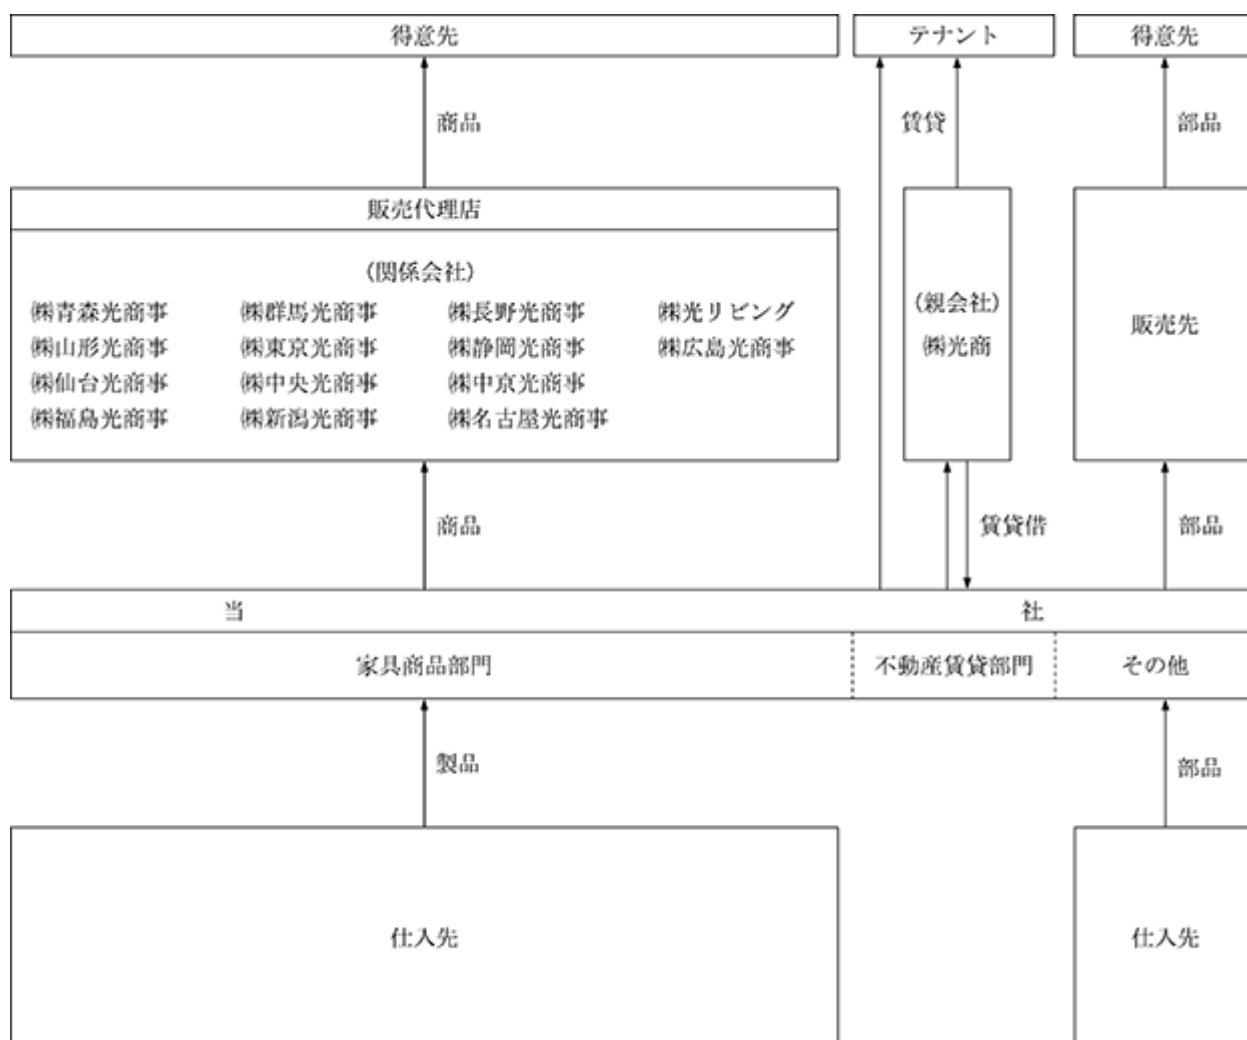 得意先
テナント
得意先
商品
賃貸
部品
販売代理店
(関係会社)
㈱青森光商事 ㈱群馬光商事 ㈱長野光商事 ㈱光リビング
㈱山形光商事 ㈱東京光商事 ㈱静岡光商事 ㈱広島光商事
㈱仙台光商事 ㈱中央光商事 ㈱中京光商事
㈱福島光商事 ㈱新潟光商事 ㈱名古屋光商事
(親会社)
㈱光商
販売先
商品
賃貸借
部品
当社
家具商品部門
不動産賃貸部門
その他
製品
部品
仕入先
仕入先